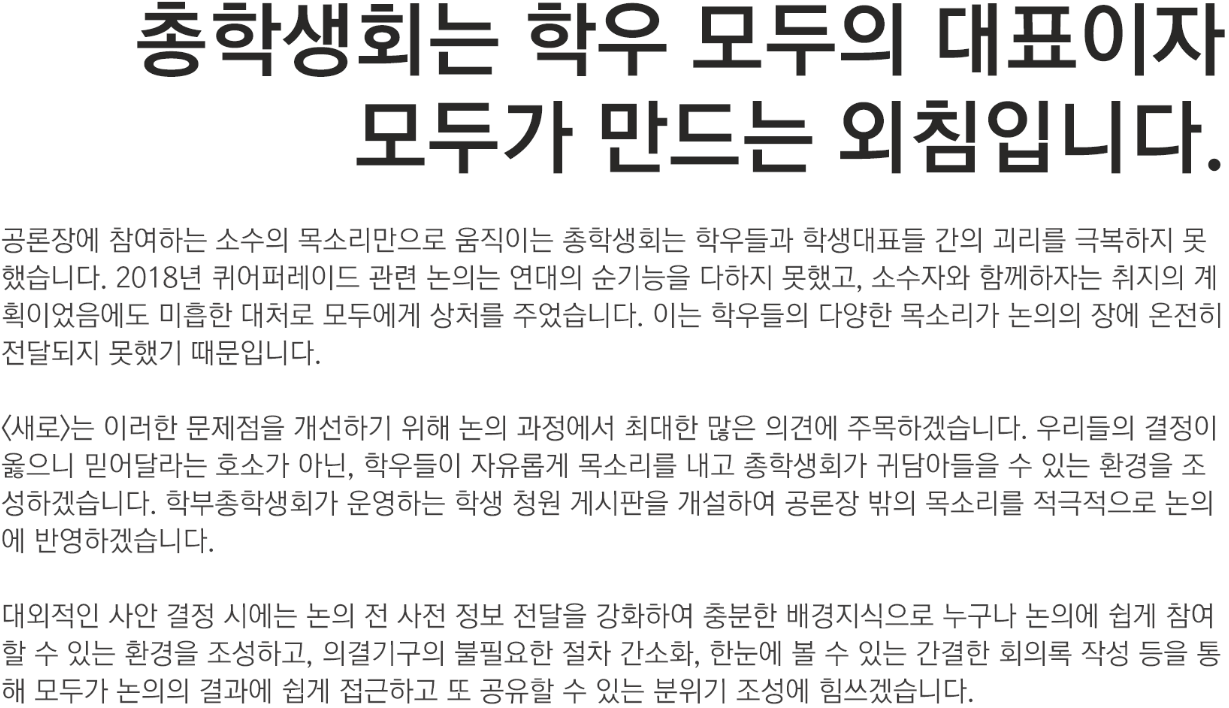 총학생회는 학우 모두의 대표이자
모두가 만드는 외침입니다.
공론장에 참여하는 소수의 목소리만으로 움직이는 총학생회는 학우들과 학생대표들 간의 괴리를 극복하지 못
했습니다. 2018년 퀴어퍼레이드 관련 논의는 연대의 순기능을 다하지 못했고, 소수자와 함께하자는 취지의 계
획이었음에도 미흡한 대처로 모두에게 상처를 주었습니다. 이는 학우들의 다양한 목소리가 논의의 장에 온전히
전달되지 못했기 때문입니다.
〈새로〉는 이러한 문제점을 개선하기 위해 논의 과정에서 최대한 많은 의견에 주목하겠습니다. 우리들의 결정이
옳으니 믿어달라는 호소가 아닌, 학우들이 자유롭게 목소리를 내고 총학생회가 귀담아들을 수 있는 환경을 조
성하겠습니다. 학부총학생회가 운영하는 학생 청원 게시판을 개설하여 공론장 밖의 목소리를 적극적으로 논의
에 반영하겠습니다.
대외적인 사안 결정 시에는 논의 전 사전 정보 전달을 강화하여 충분한 배경지식으로 누구나 논의에 쉽게 참여
할 수 있는 환경을 조성하고, 의결기구의 불필요한 절차 간소화, 한눈에 볼 수 있는 간결한 회의록 작성 등을 통
해 모두가 논의의 결과에 쉽게 접근하고 또 공유할 수 있는 분위기 조성에 힘쓰겠습니다.